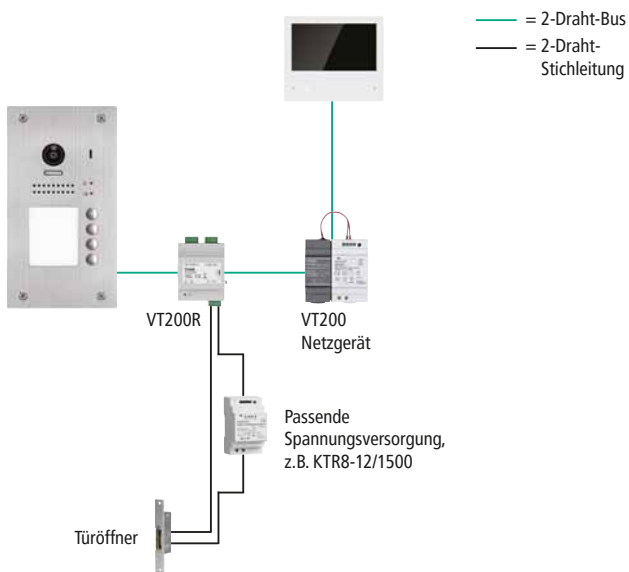 = 2-Draht-Bus
= 2-Draht-
Stichleitung
VT200R
VT200
Netzgerät
Passende
Spannungsversorgung,
z.B. KTR8-12/1500
Türöffner